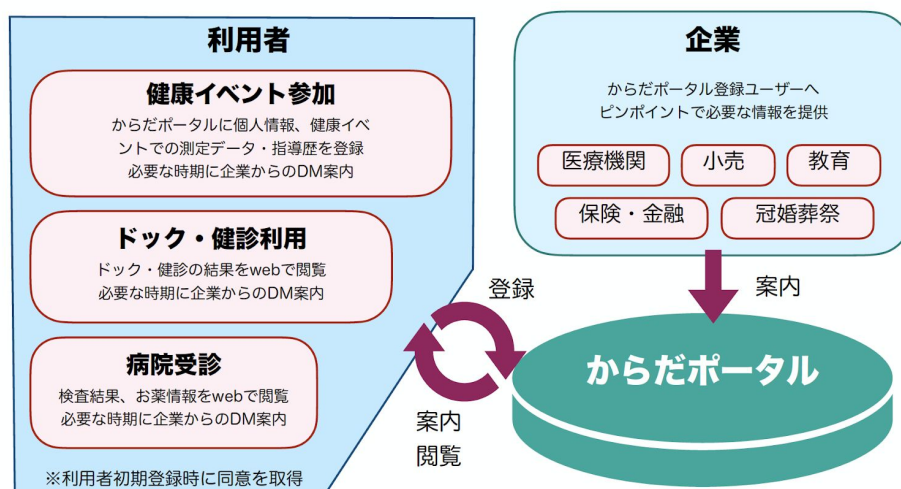 利用者
健康イベント参加
からだポータルに個人情報、健康イベ
ントでの測定データ・指導歴を登録
必要な時期に企業からのDM案内
ドック・健診利用
ドック・健診の結果をwebで閲覧
必要な時期に企業からのDM案内
病院受診
検査結果、お薬情報をwebで閲覧
必要な時期に企業からのDM案内
※利用者初期登録時に同意を取得
企業
からだポータル登録ユーザーへ
ピンポイントで必要な情報を提供
医療機関
小売
教育
保険・金融
冠婚葬祭
案内
登録
案内
閲覧
からだポータル